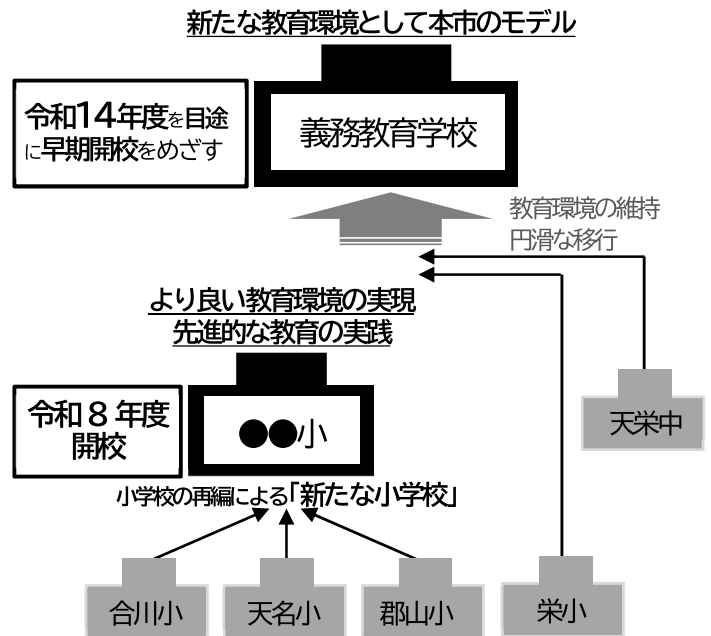 新たな教育環境として本市のモデル
令和14年度を目途
に早期開校をめざす
義務教育学校
教育環境の維持
円滑な移行
より良い教育環境の実現
先進的な教育の実践
令和８年度
開校
●●小
天栄中
小学校の再編による「新たな小学校」
合川小
天名小
郡山小
栄小